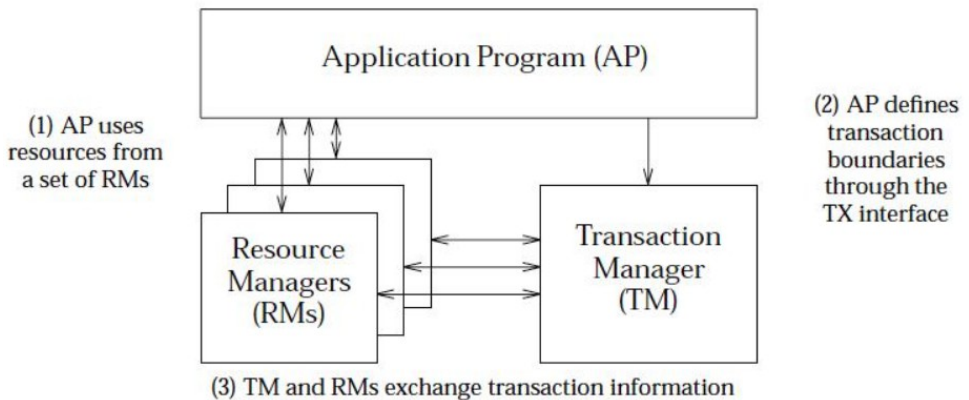 Application Program (AP)
(1) AP uses
resources from
a set of RMs
(2) AP defines
transaction
boundaries
through the
TX interface
Resource
Managers
(RMs)
Transaction
Manager
(TM)
(3) TM and RMs exchange transaction information